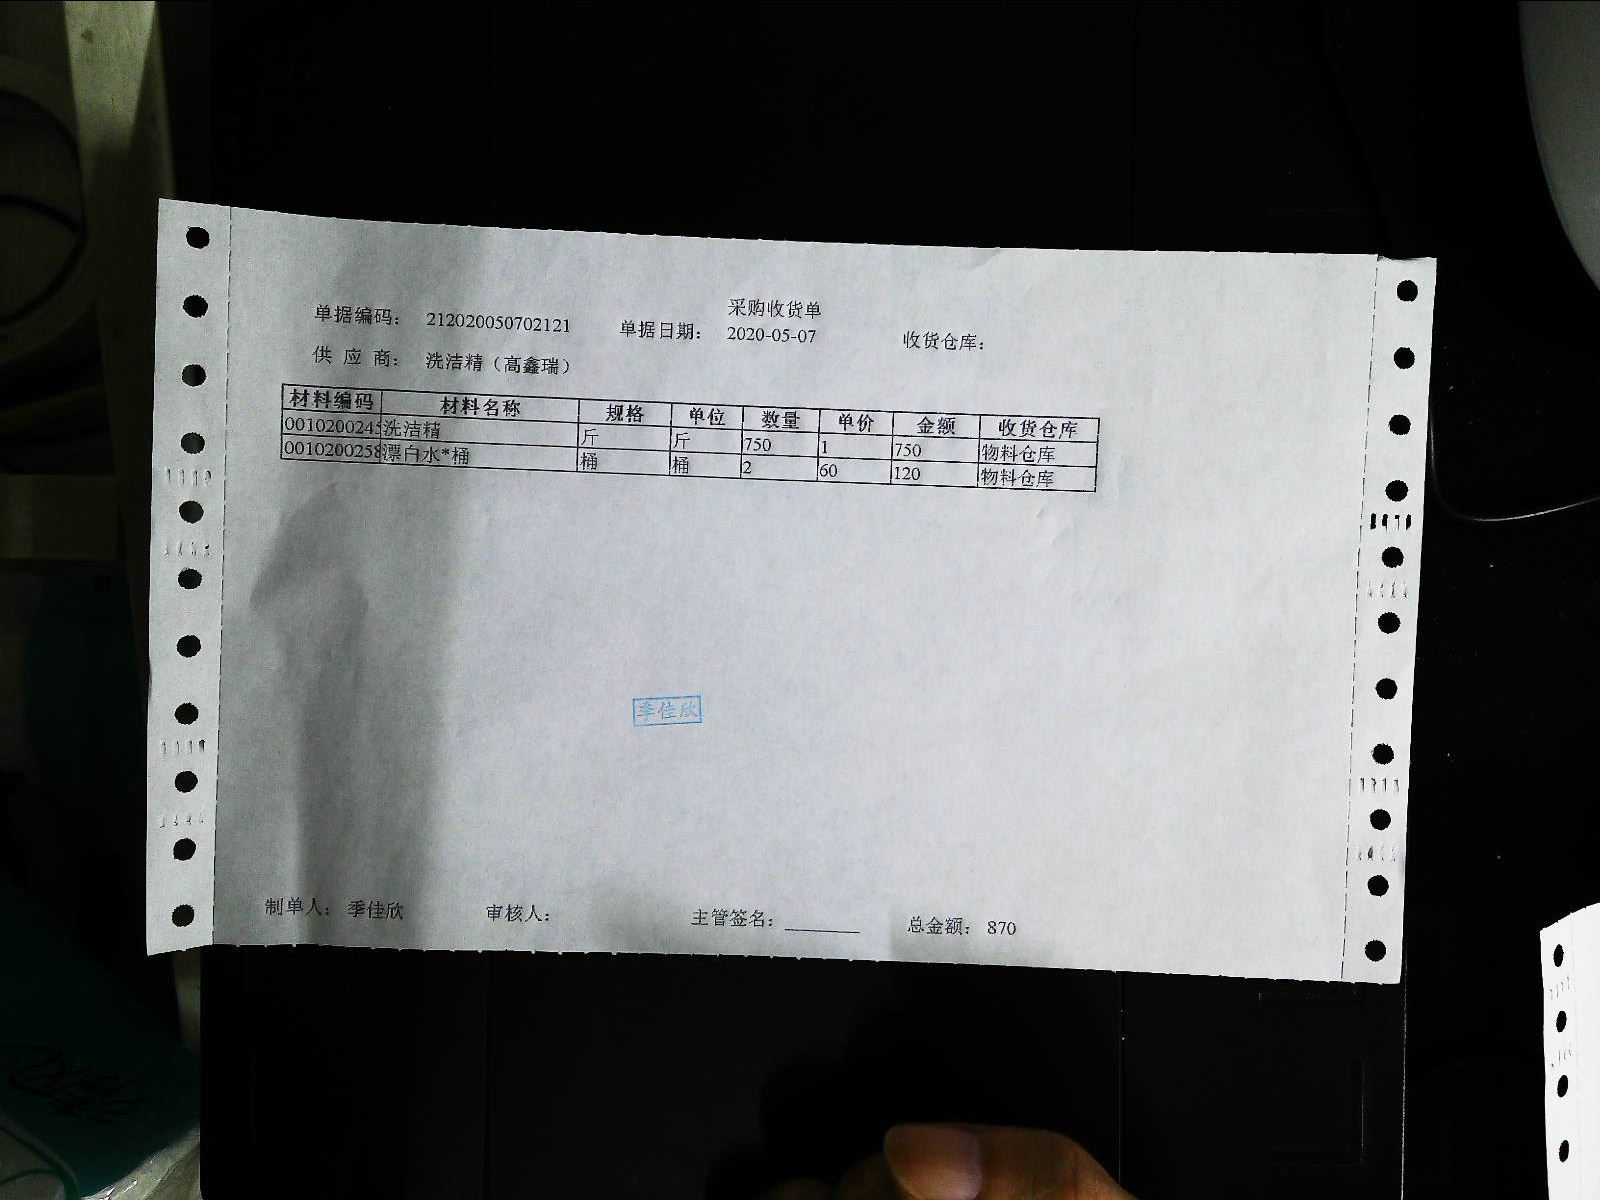 采购收货单
单据编码： 212020050702121 单据日期： 2020-05-07 收货仓库：
供 应 商： 洗洁精（高鑫瑞）
材料编码 材料名称 规格 单位 数量 单价 金额 收货仓库
0010200245 洗洁精 斤 斤 750 1 750 物料仓库
0010200258 漂白水*桶 桶 桶 2 60 120 物料仓库
季佳欣
制单人： 季佳欣 审核人： 主管签名： 总金额： 870